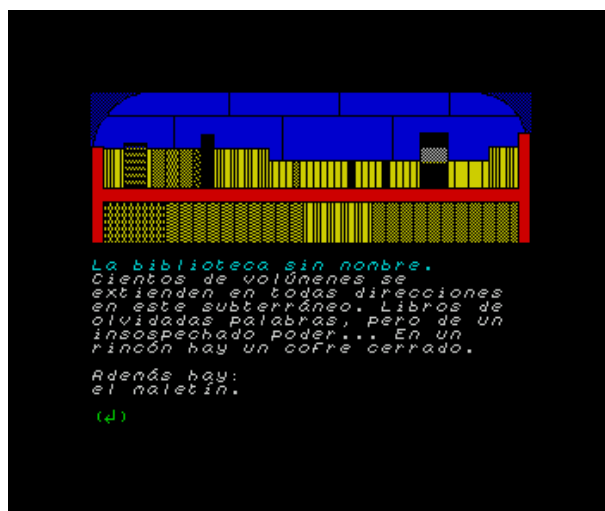 La biblioteca sin nombre.
Cientos de volúmenes se
extienden en todas direcciones
en este subterráneo. Libros de
olvidadas palabras, pero de un
insospechado poder... En un
rincón hay un cofre cerrado.
Además hay:
el maletín.
(↵)